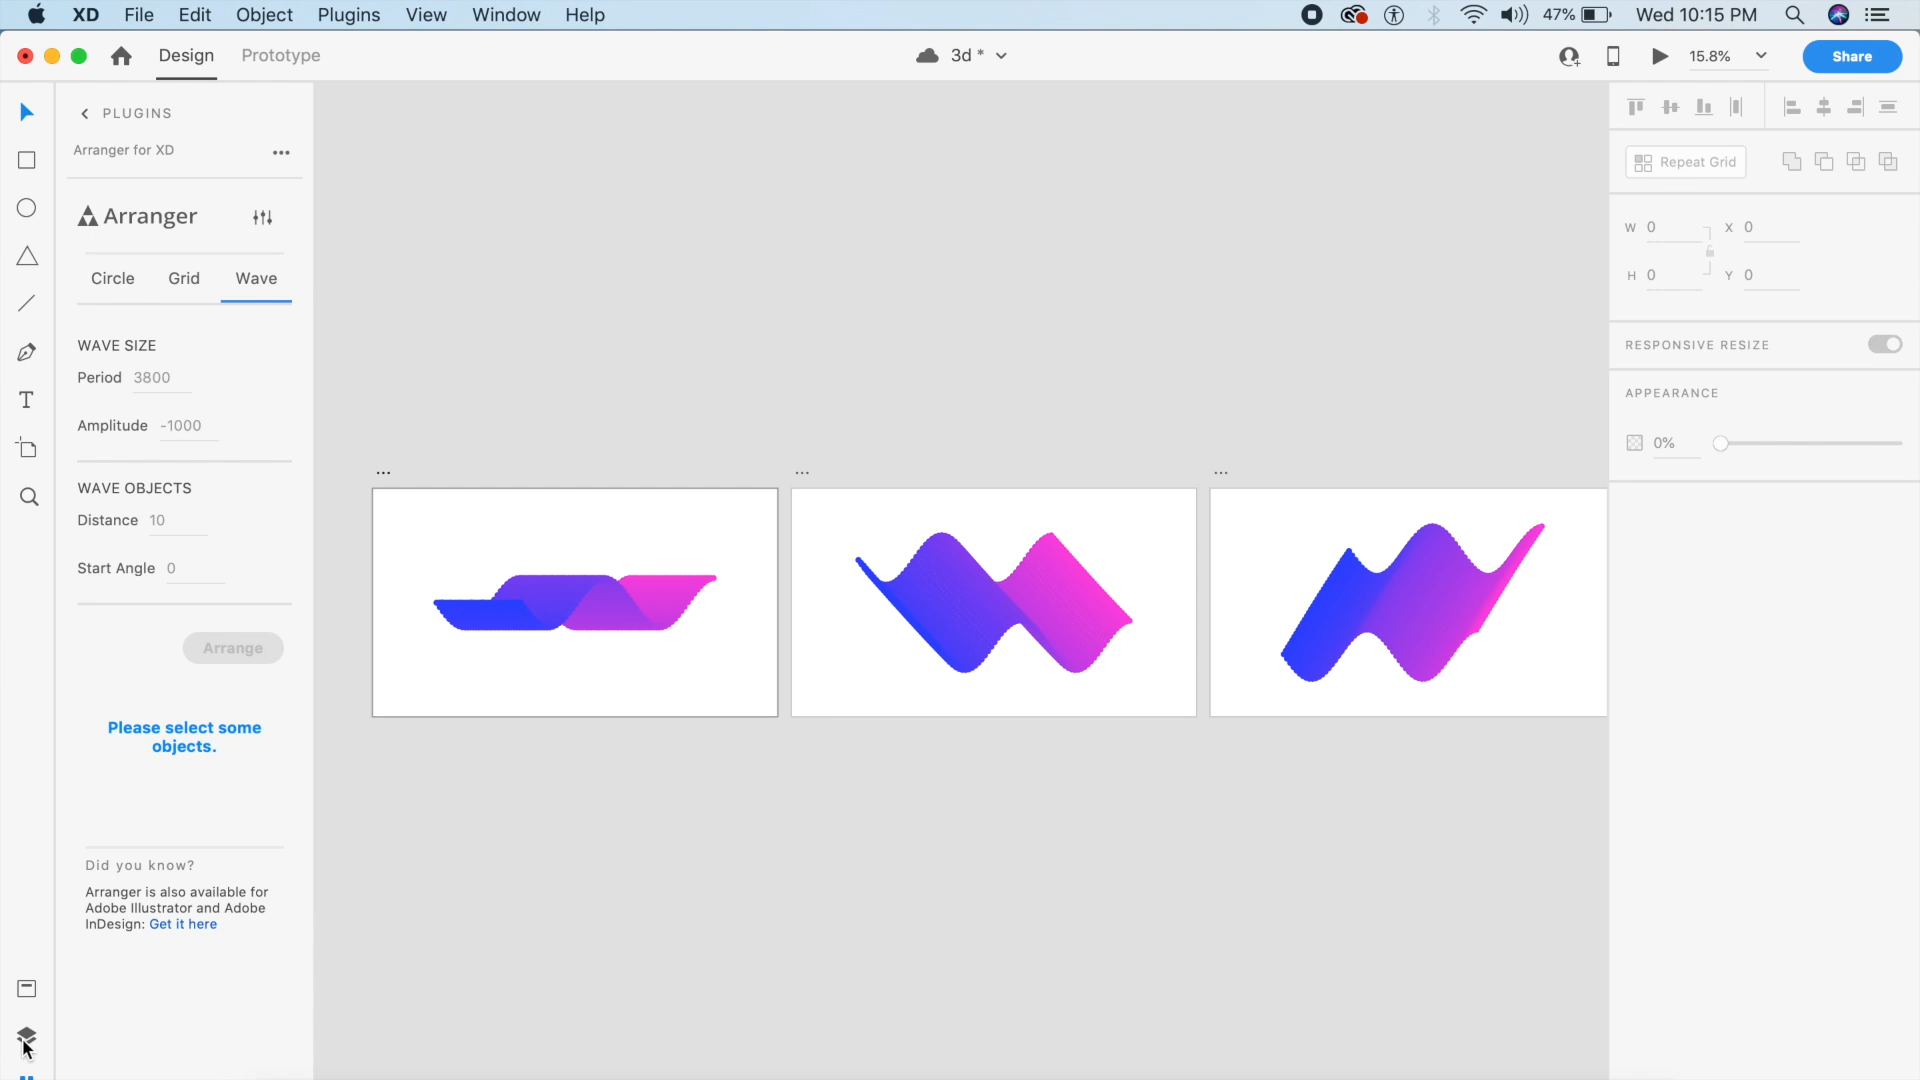 XD File Edit Object Plugins View Window Help 47% Wed 10:15 PM
Design Prototype 3d * 15.8% Share
PLUGINS
Arranger for XD
Arranger
Circle Grid Wave
WAVE SIZE
Period 3800
Amplitude -1000
WAVE OBJECTS
Distance 10
Start Angle 0
Arrange
Please select some
objects.
Did you know?
Arranger is also available for
Adobe Illustrator and Adobe
InDesign: Get it here
... ... ...
Repeat Grid
W 0 X 0
H 0 Y 0
RESPONSIVE RESIZE
APPEARANCE
0%